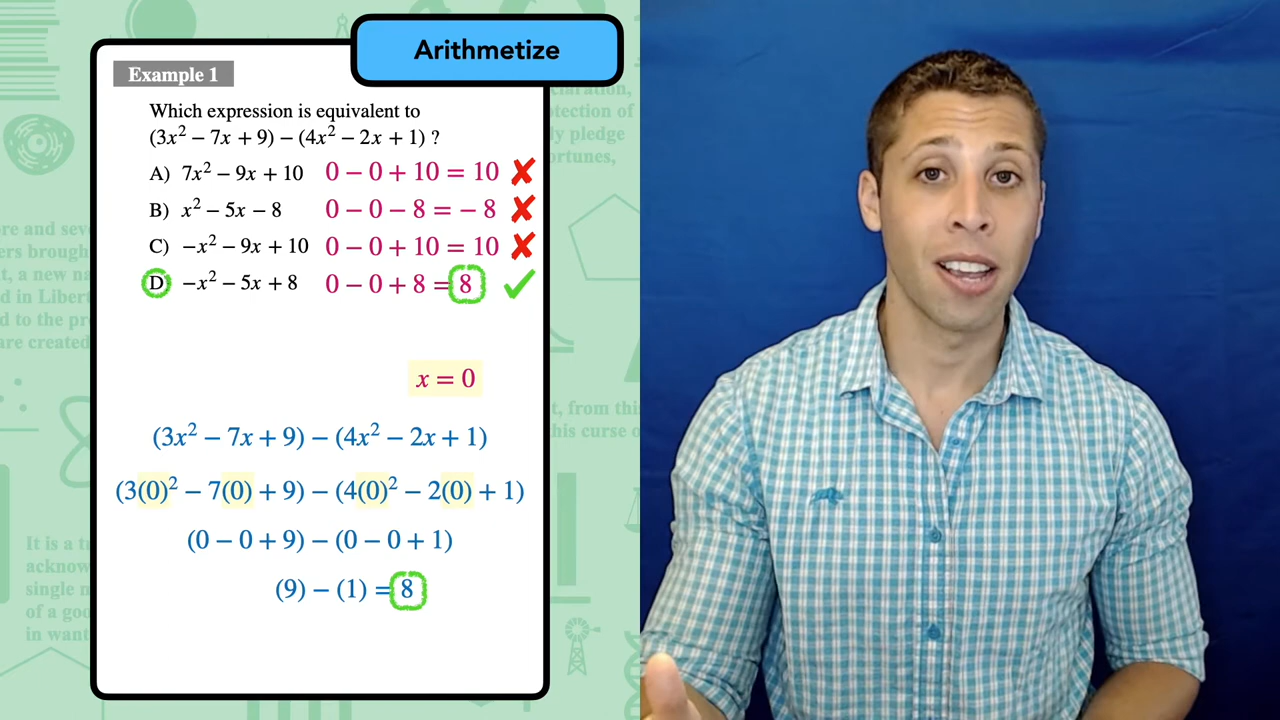 Arithmetize
Example 1
Which expression is equivalent to
(3x² − 7x + 9) − (4x² − 2x + 1) ?
A) 7x² − 9x + 10 0 − 0 + 10 = 10 ✘
B) x² − 5x − 8 0 − 0 − 8 = − 8 ✘
C) −x² − 9x + 10 0 − 0 + 10 = 10 ✘
D) −x² − 5x + 8 0 − 0 + 8 = 8 ✓
x = 0
(3x² − 7x + 9) − (4x² − 2x + 1)
(3(0)² − 7(0) + 9) − (4(0)² − 2(0) + 1)
(0 − 0 + 9) − (0 − 0 + 1)
(9) − (1) = 8